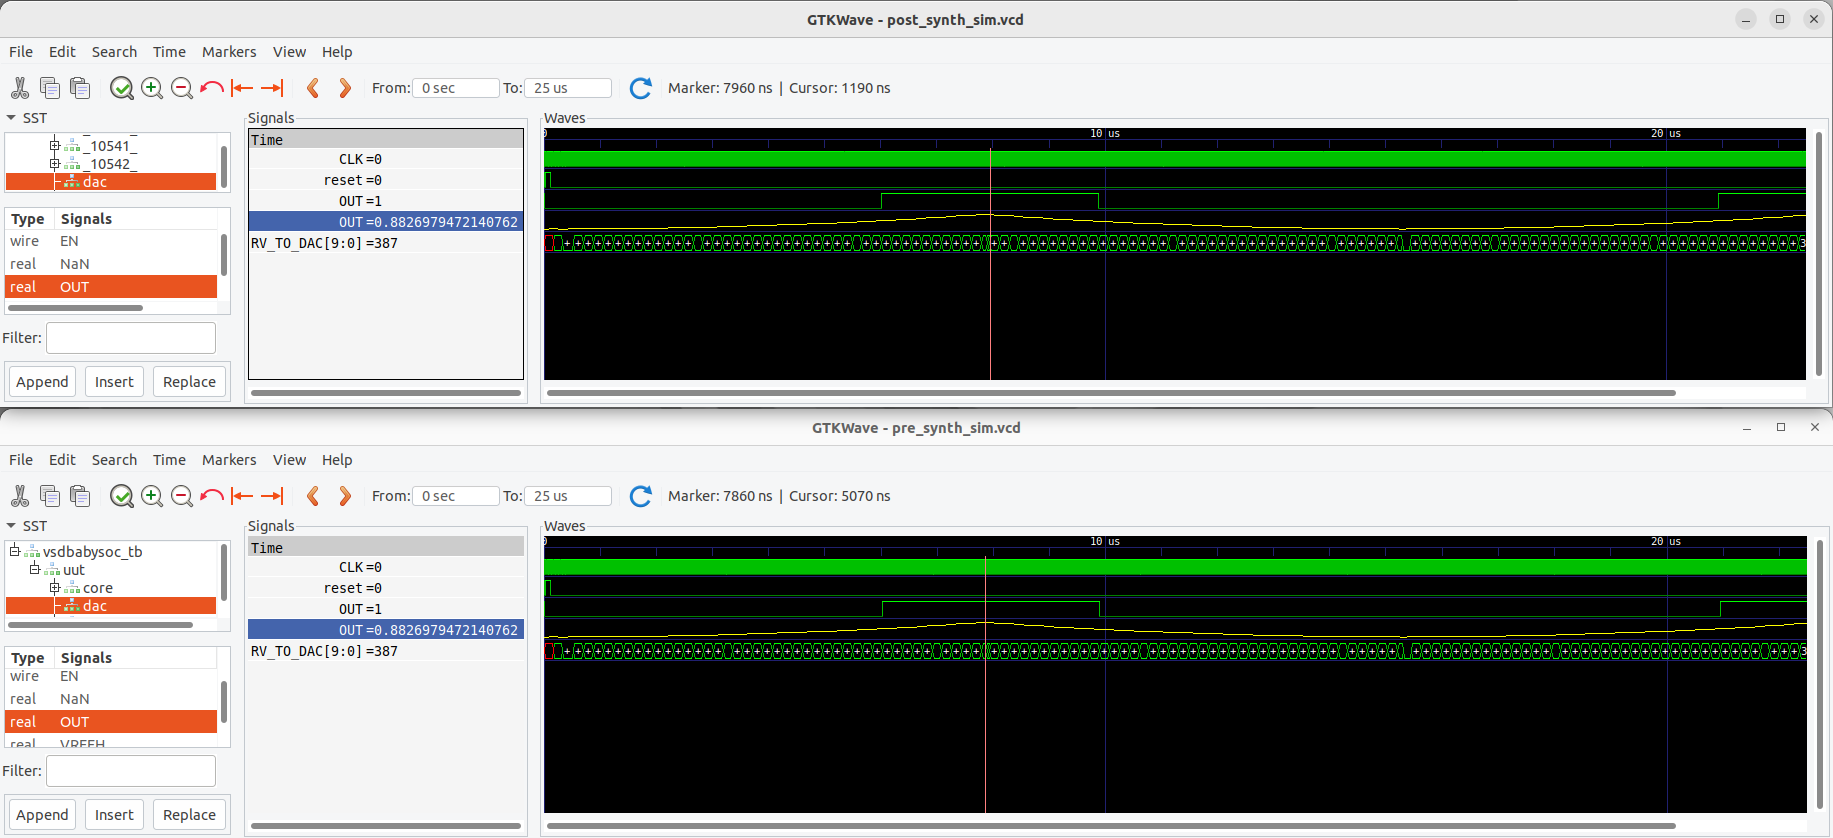 GTKWave - post_synth_sim.vcd
File Edit Search Time Markers View Help
From: 0 sec To: 25 us Marker: 7960 ns | Cursor: 1190 ns
SST
_10541_
_10542_
dac
Type Signals
wire EN
real NaN
real OUT
Filter:
Append Insert Replace
Signals
Time
CLK=0
reset=0
OUT=1
OUT=0.8826979472140762
RV_TO_DAC[9:0]=387
Waves
0 10 us 20 us
3
GTKWave - pre_synth_sim.vcd
File Edit Search Time Markers View Help
From: 0 sec To: 25 us Marker: 7860 ns | Cursor: 5070 ns
SST
vsdbabysoc_tb
uut
core
dac
Type Signals
wire EN
real NaN
real OUT
real VREFH
Filter:
Append Insert Replace
Signals
Time
CLK=0
reset=0
OUT=1
OUT=0.8826979472140762
RV_TO_DAC[9:0]=387
Waves
0 10 us 20 us
3